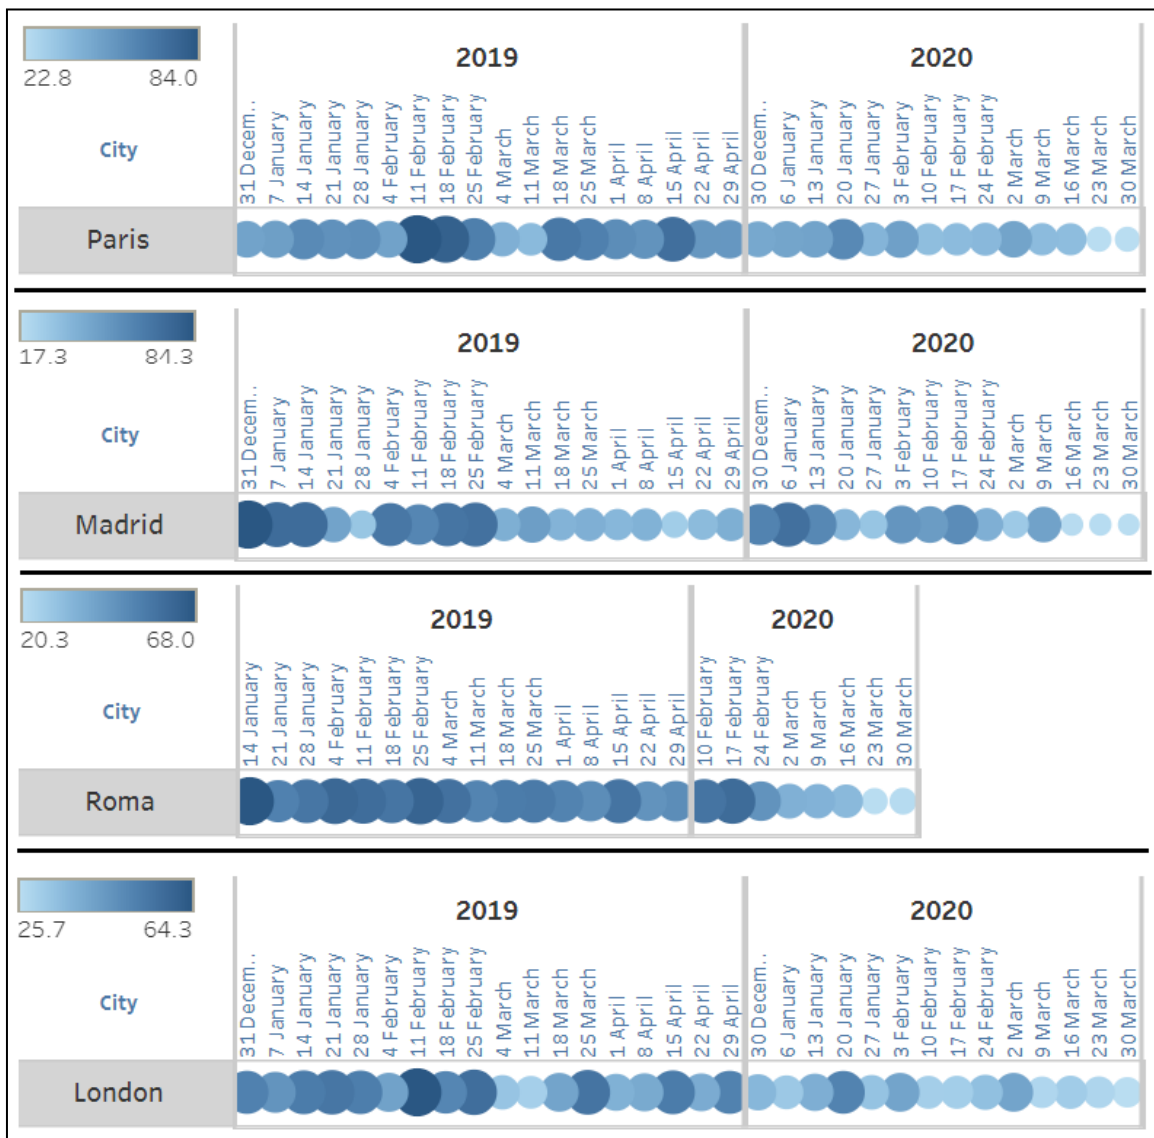 22.8 84.0
2019 2020
City
31 Decem..
7 January
14 January
21 January
28 January
4 February
11 February
18 February
25 February
4 March
11 March
18 March
25 March
1 April
8 April
15 April
22 April
29 April
30 Decem..
6 January
13 January
20 January
27 January
3 February
10 February
17 February
24 February
2 March
9 March
16 March
23 March
30 March
Paris
17.3 84.3
2019 2020
City
31 Decem..
7 January
14 January
21 January
28 January
4 February
11 February
18 February
25 February
4 March
11 March
18 March
25 March
1 April
8 April
15 April
22 April
29 April
30 Decem..
6 January
13 January
20 January
27 January
3 February
10 February
17 February
24 February
2 March
9 March
16 March
23 March
30 March
Madrid
20.3 68.0
2019 2020
City
14 January
21 January
28 January
4 February
11 February
18 February
25 February
4 March
11 March
18 March
25 March
1 April
8 April
15 April
22 April
29 April
10 February
17 February
24 February
2 March
9 March
16 March
23 March
30 March
Roma
25.7 64.3
2019 2020
City
31 Decem..
7 January
14 January
21 January
28 January
4 February
11 February
18 February
25 February
4 March
11 March
18 March
25 March
1 April
8 April
15 April
22 April
29 April
30 Decem..
6 January
13 January
20 January
27 January
3 February
10 February
17 February
24 February
2 March
9 March
16 March
23 March
30 March
London